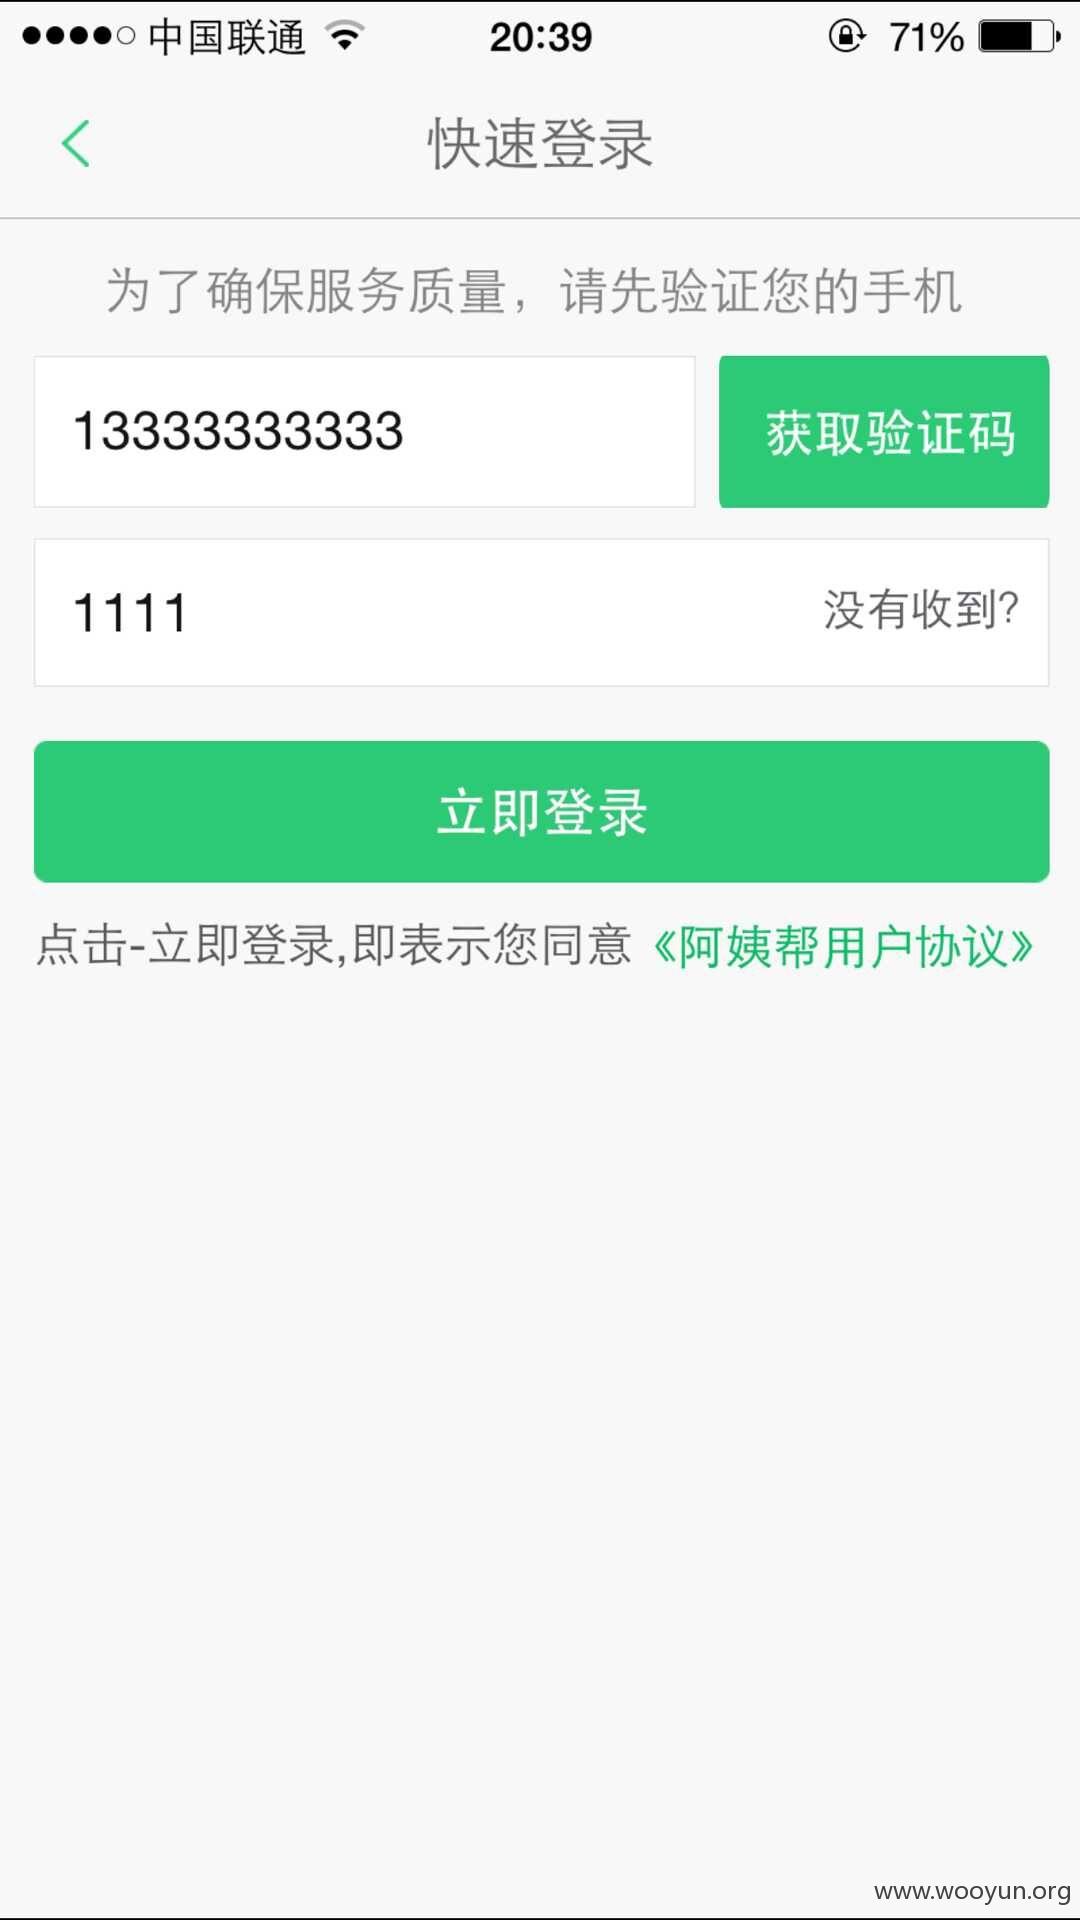 中国联通 20:39 71%
快速登录
为了确保服务质量，请先验证您的手机
13333333333 获取验证码
1111 没有收到?
立即登录
点击-立即登录,即表示您同意《阿姨帮用户协议》
www.wooyun.org